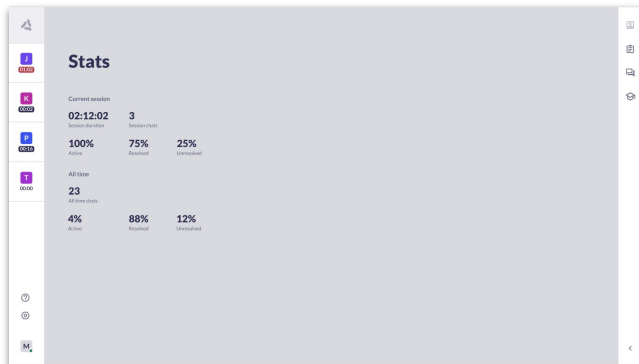 J
01:02
K
00:02
P
00:16
T
00:00
M
Stats
Current session
02:12:02 3
Session duration Session chats
100% 75% 25%
Active Resolved Unresolved
All time
23
All time chats
4% 88% 12%
Active Resolved Unresolved